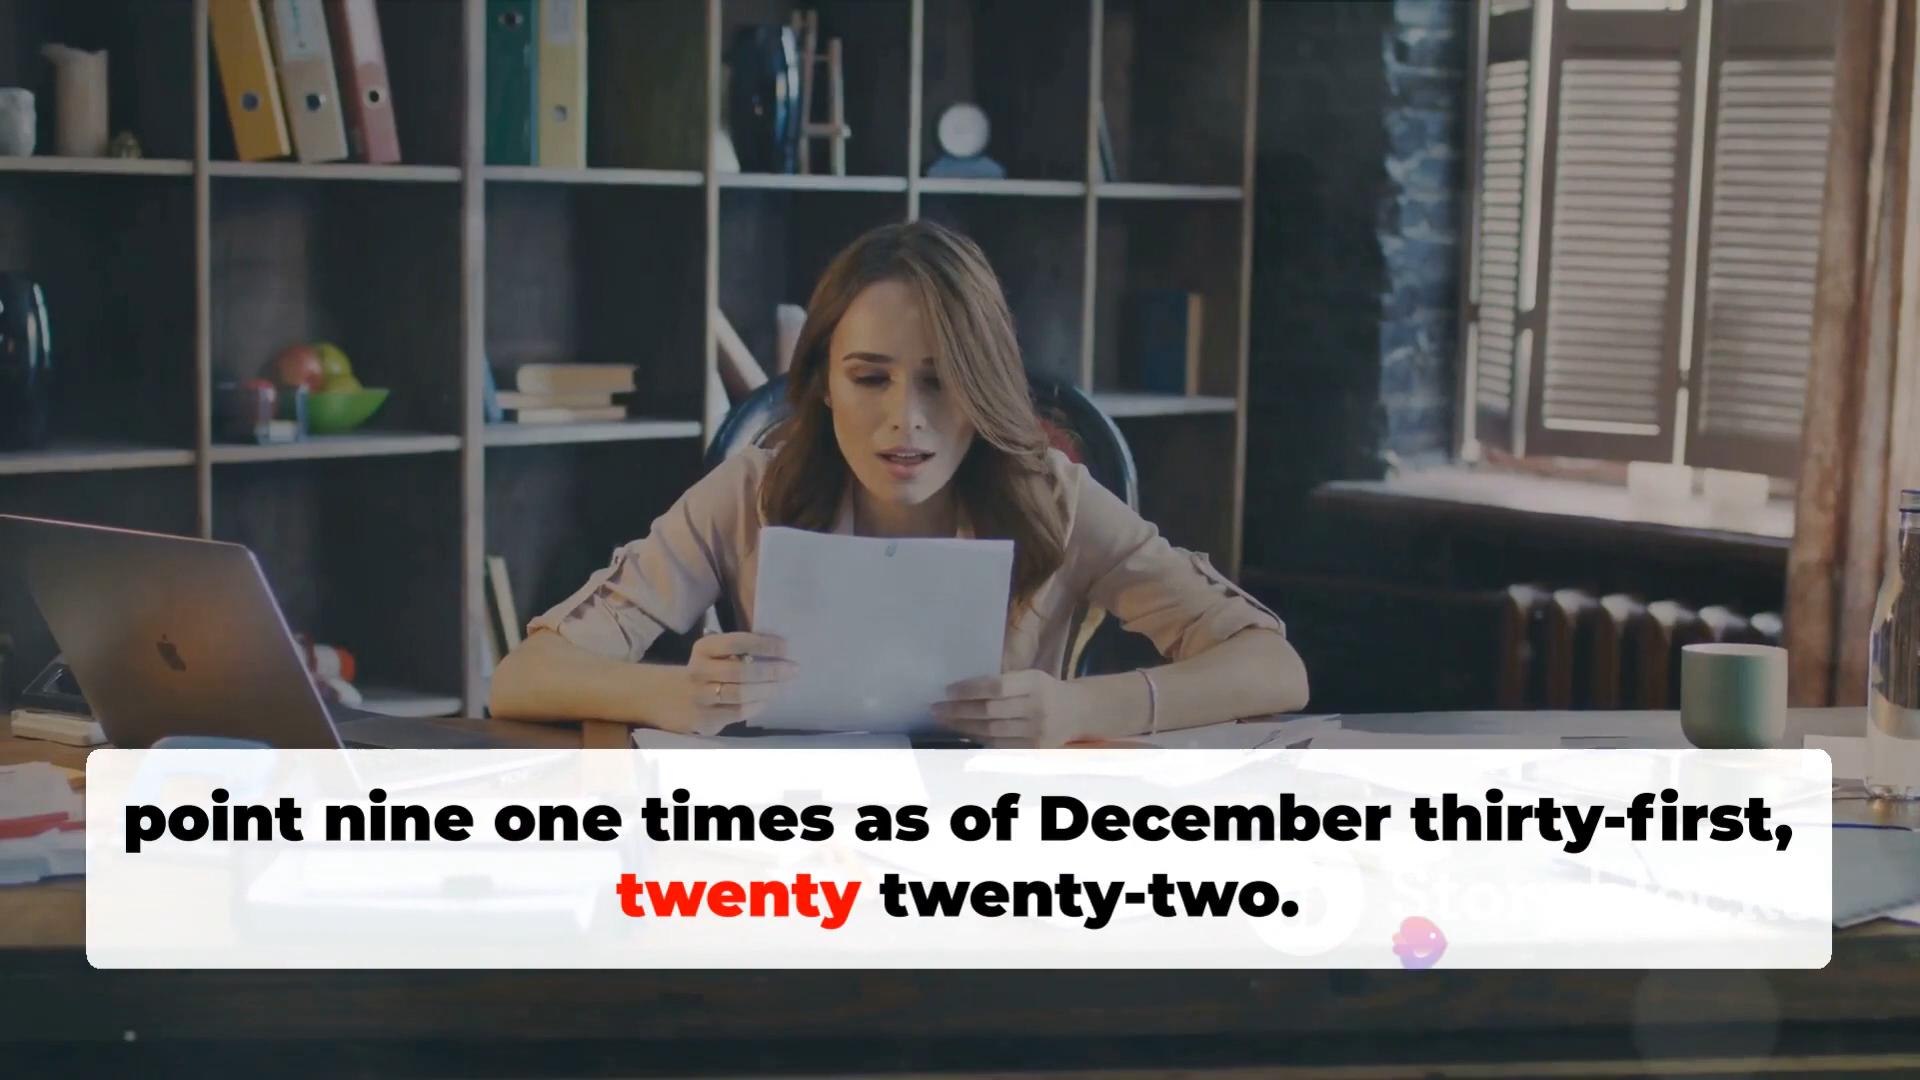 point nine one times as of December thirty-first,
twenty twenty-two.